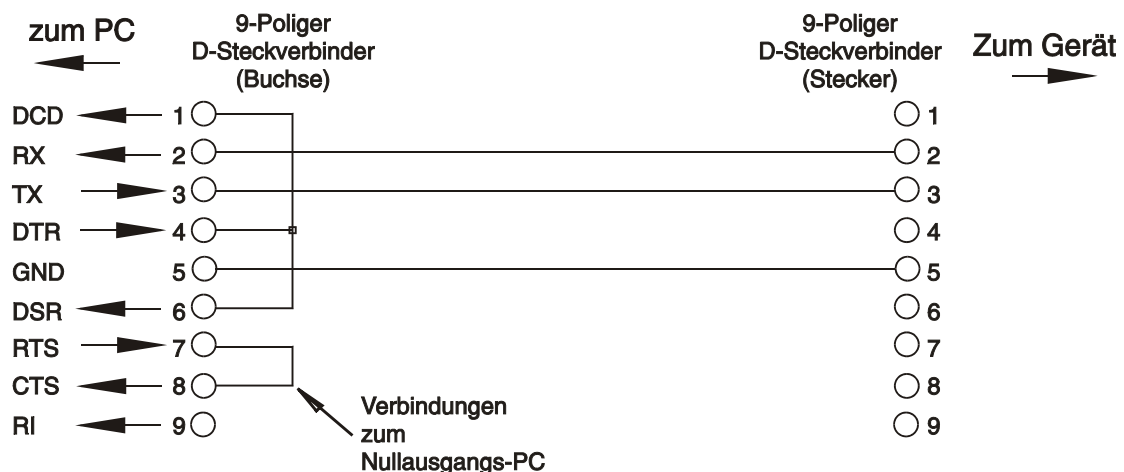 zum PC
9-Poliger
D-Steckverbinder
(Buchse)
9-Poliger
D-Steckverbinder
(Stecker)
Zum Gerät
DCD 1 1
RX 2 2
TX 3 3
DTR 4 4
GND 5 5
DSR 6 6
RTS 7 7
CTS 8 8
RI 9 9
Verbindungen
zum
Nullausgangs-PC